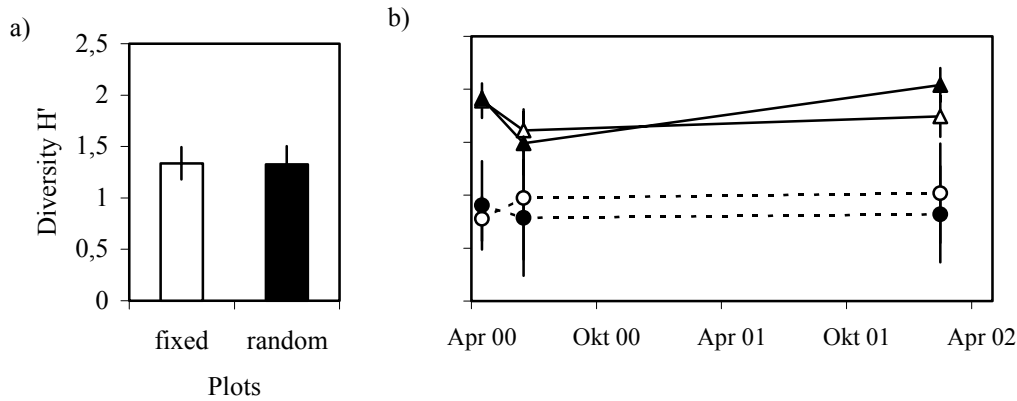 a)
2,5
2
1,5
1
0,5
0
Diversity H'
fixed random
Plots
b)
Apr 00 Okt 00 Apr 01 Okt 01 Apr 02